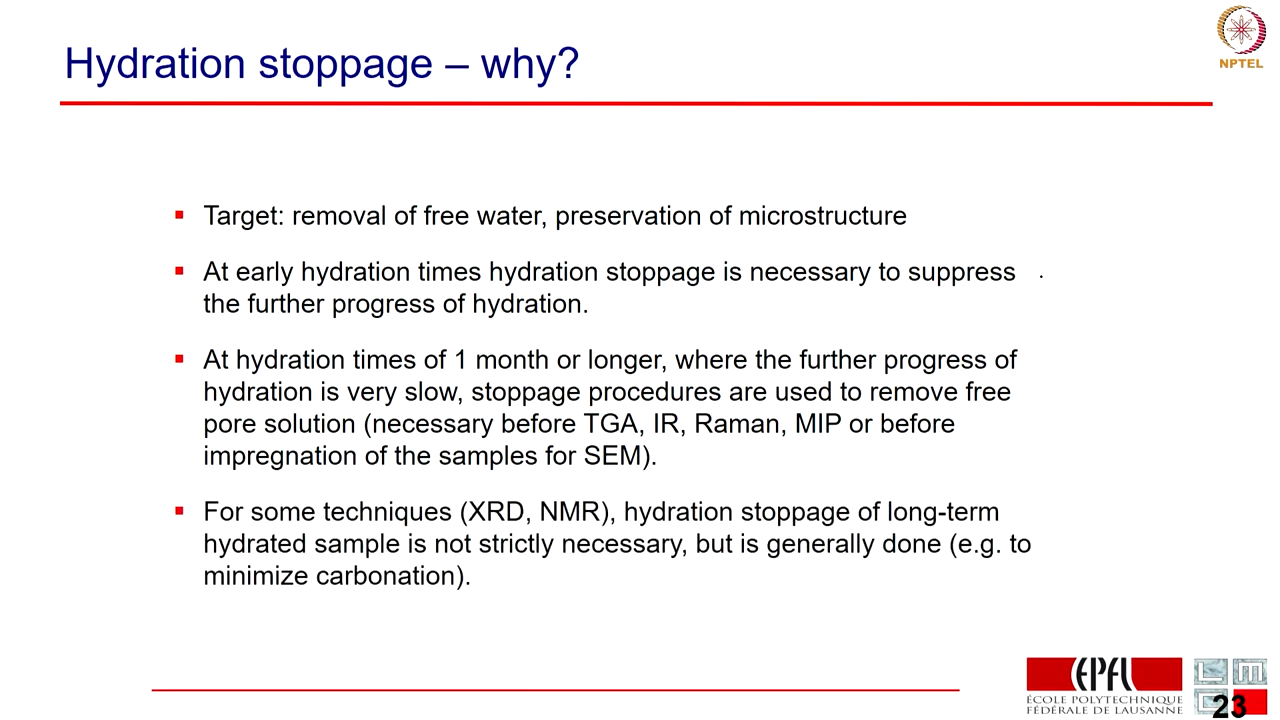 Hydration stoppage – why?
NPTEL
▪ Target: removal of free water, preservation of microstructure
▪ At early hydration times hydration stoppage is necessary to suppress
the further progress of hydration.
▪ At hydration times of 1 month or longer, where the further progress of
hydration is very slow, stoppage procedures are used to remove free
pore solution (necessary before TGA, IR, Raman, MIP or before
impregnation of the samples for SEM).
▪ For some techniques (XRD, NMR), hydration stoppage of long-term
hydrated sample is not strictly necessary, but is generally done (e.g. to
minimize carbonation).
EPFL
ÉCOLE POLYTECHNIQUE
FÉDÉRALE DE LAUSANNE
L M
C
23